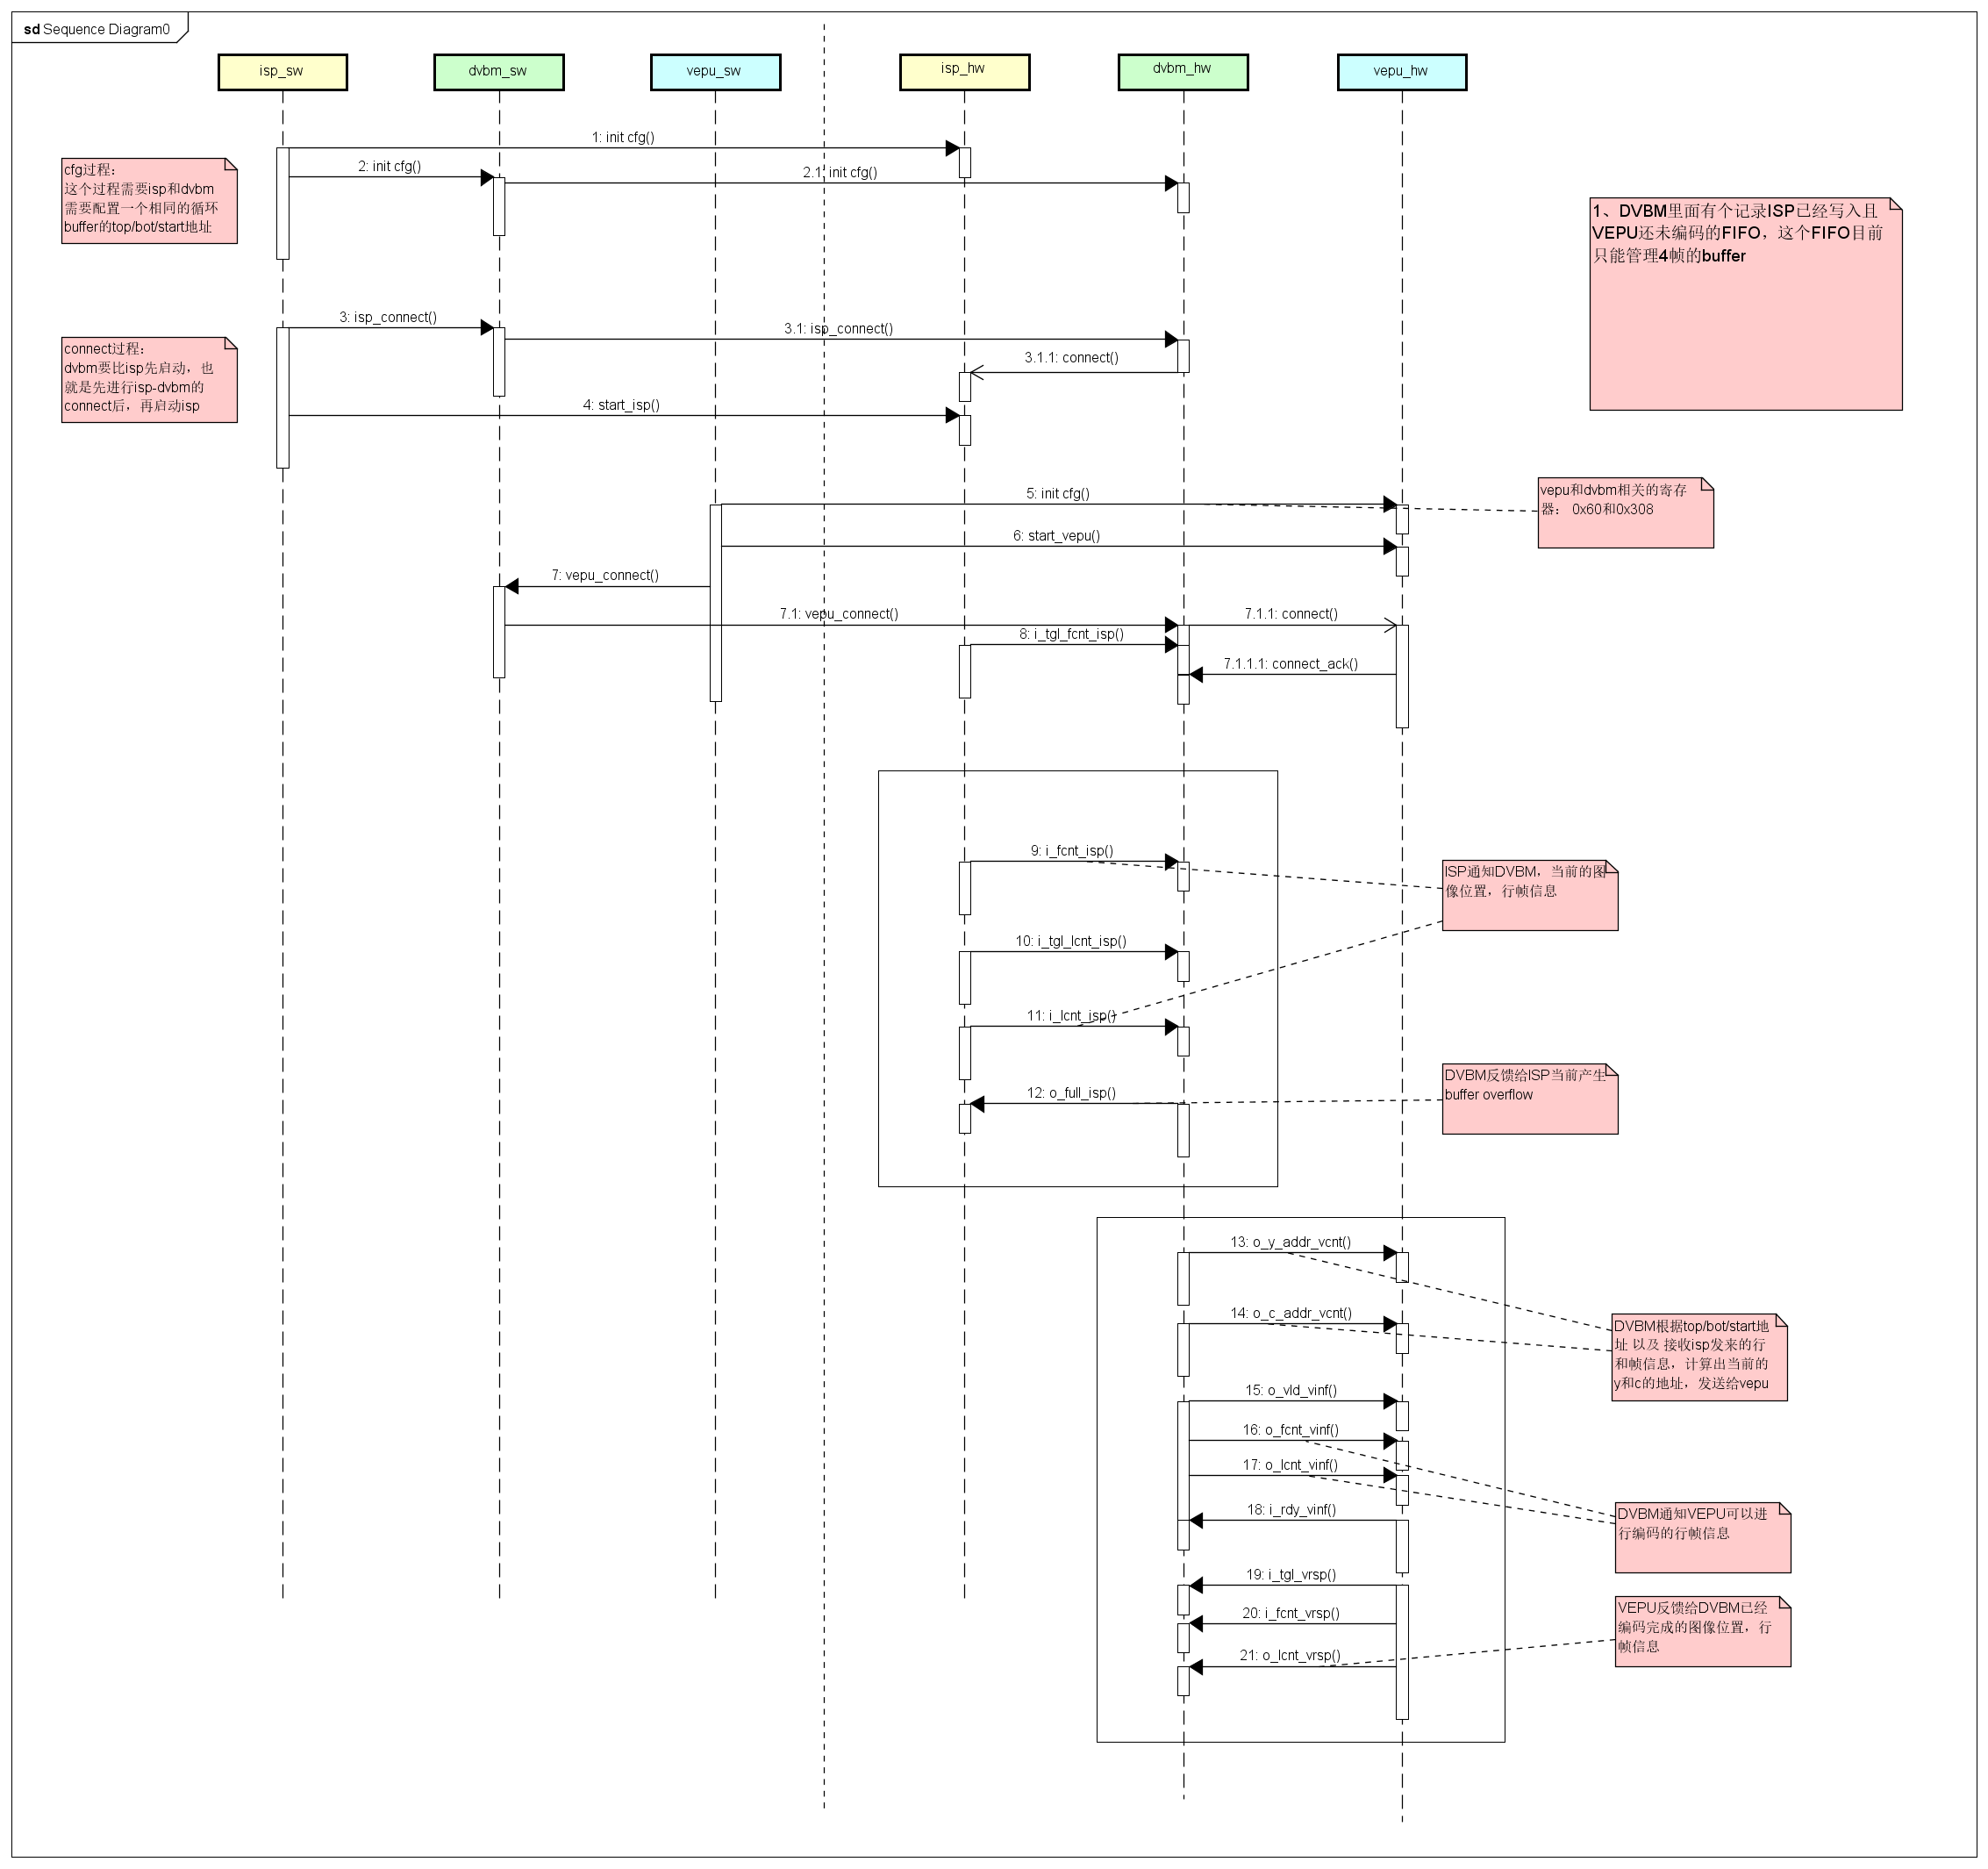 sd Sequence Diagram0
isp_sw
dvbm_sw
vepu_sw
isp_hw
dvbm_hw
vepu_hw
1: init cfg()
2: init cfg()
2.1: init cfg()
cfg过程：
这个过程需要isp和dvbm
需要配置一个相同的循环
buffer的top/bot/start地址
1、DVBM里面有个记录ISP已经写入且
VEPU还未编码的FIFO，这个FIFO目前
只能管理4帧的buffer
3: isp_connect()
3.1: isp_connect()
3.1.1: connect()
connect过程：
dvbm要比isp先启动，也
就是先进行isp-dvbm的
connect后，再启动isp
4: start_isp()
5: init cfg()
vepu和dvbm相关的寄存
器： 0x60和0x308
6: start_vepu()
7: vepu_connect()
7.1: vepu_connect()
7.1.1: connect()
8: i_tgl_fcnt_isp()
7.1.1.1: connect_ack()
9: i_fcnt_isp()
ISP通知DVBM，当前的图
像位置，行帧信息
10: i_tgl_lcnt_isp()
11: i_lcnt_isp()
12: o_full_isp()
DVBM反馈给ISP当前产生
buffer overflow
13: o_y_addr_vcnt()
14: o_c_addr_vcnt()
DVBM根据top/bot/start地
址 以及 接收isp发来的行
和帧信息，计算出当前的
y和c的地址，发送给vepu
15: o_vld_vinf()
16: o_fcnt_vinf()
17: o_lcnt_vinf()
18: i_rdy_vinf()
DVBM通知VEPU可以进
行编码的行帧信息
19: i_tgl_vrsp()
20: i_fcnt_vrsp()
21: o_lcnt_vrsp()
VEPU反馈给DVBM已经
编码完成的图像位置，行
帧信息